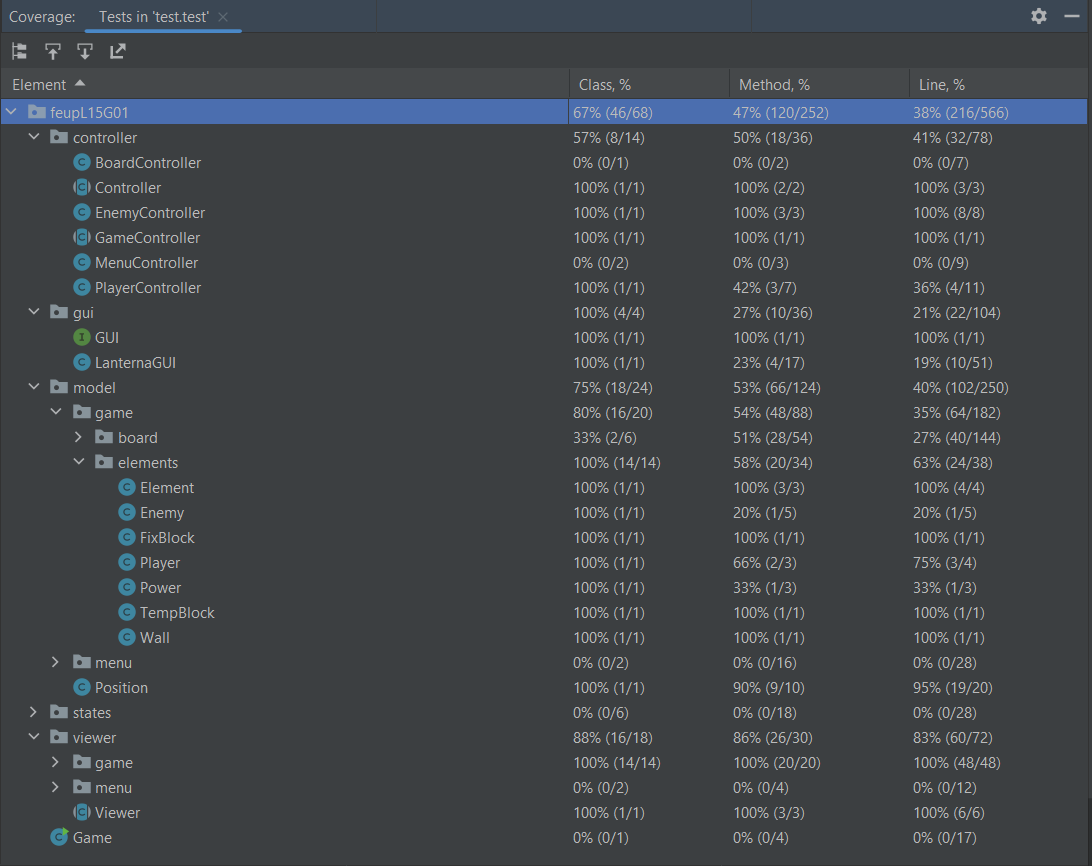 Coverage: Tests in 'test.test'
Element Class, % Method, % Line, %
feupL15G01 67% (46/68) 47% (120/252) 38% (216/566)
controller 57% (8/14) 50% (18/36) 41% (32/78)
C BoardController 0% (0/1) 0% (0/2) 0% (0/7)
C Controller 100% (1/1) 100% (2/2) 100% (3/3)
C EnemyController 100% (1/1) 100% (3/3) 100% (8/8)
C GameController 100% (1/1) 100% (1/1) 100% (1/1)
C MenuController 0% (0/2) 0% (0/3) 0% (0/9)
C PlayerController 100% (1/1) 42% (3/7) 36% (4/11)
gui 100% (4/4) 27% (10/36) 21% (22/104)
I GUI 100% (1/1) 100% (1/1) 100% (1/1)
C LanternaGUI 100% (1/1) 23% (4/17) 19% (10/51)
model 75% (18/24) 53% (66/124) 40% (102/250)
game 80% (16/20) 54% (48/88) 35% (64/182)
board 33% (2/6) 51% (28/54) 27% (40/144)
elements 100% (14/14) 58% (20/34) 63% (24/38)
C Element 100% (1/1) 100% (3/3) 100% (4/4)
C Enemy 100% (1/1) 20% (1/5) 20% (1/5)
C FixBlock 100% (1/1) 100% (1/1) 100% (1/1)
C Player 100% (1/1) 66% (2/3) 75% (3/4)
C Power 100% (1/1) 33% (1/3) 33% (1/3)
C TempBlock 100% (1/1) 100% (1/1) 100% (1/1)
C Wall 100% (1/1) 100% (1/1) 100% (1/1)
menu 0% (0/2) 0% (0/16) 0% (0/28)
C Position 100% (1/1) 90% (9/10) 95% (19/20)
states 0% (0/6) 0% (0/18) 0% (0/28)
viewer 88% (16/18) 86% (26/30) 83% (60/72)
game 100% (14/14) 100% (20/20) 100% (48/48)
menu 0% (0/2) 0% (0/4) 0% (0/12)
C Viewer 100% (1/1) 100% (3/3) 100% (6/6)
C Game 0% (0/1) 0% (0/4) 0% (0/17)